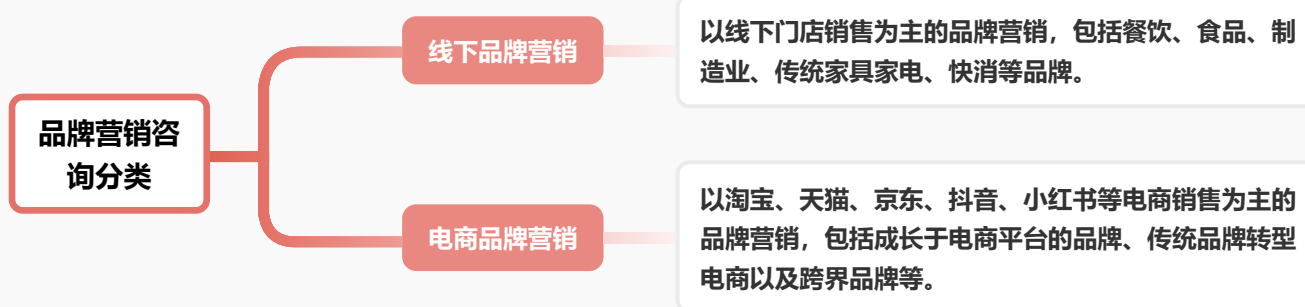 品牌营销咨
询分类
线下品牌营销
以线下门店销售为主的品牌营销，包括餐饮、食品、制
造业、传统家具家电、快消等品牌。
电商品牌营销
以淘宝、天猫、京东、抖音、小红书等电商销售为主的
品牌营销，包括成长于电商平台的品牌、传统品牌转型
电商以及跨界品牌等。